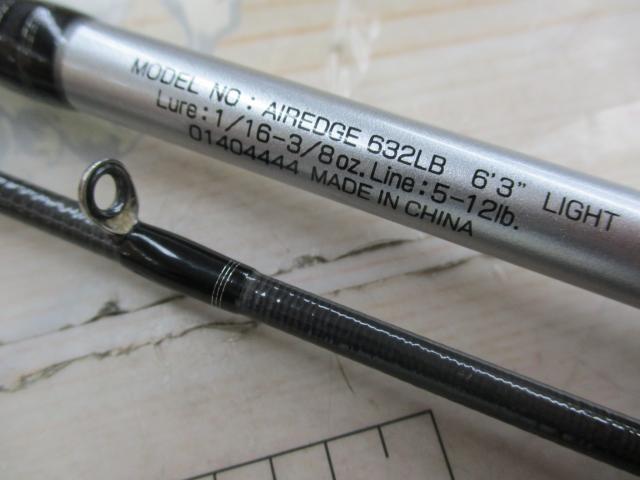 MODEL NO : AIREDGE 632LB 6'3" LIGHT
Lure : 1/16-3/8oz. Line : 5-12lb.
01404444 MADE IN CHINA